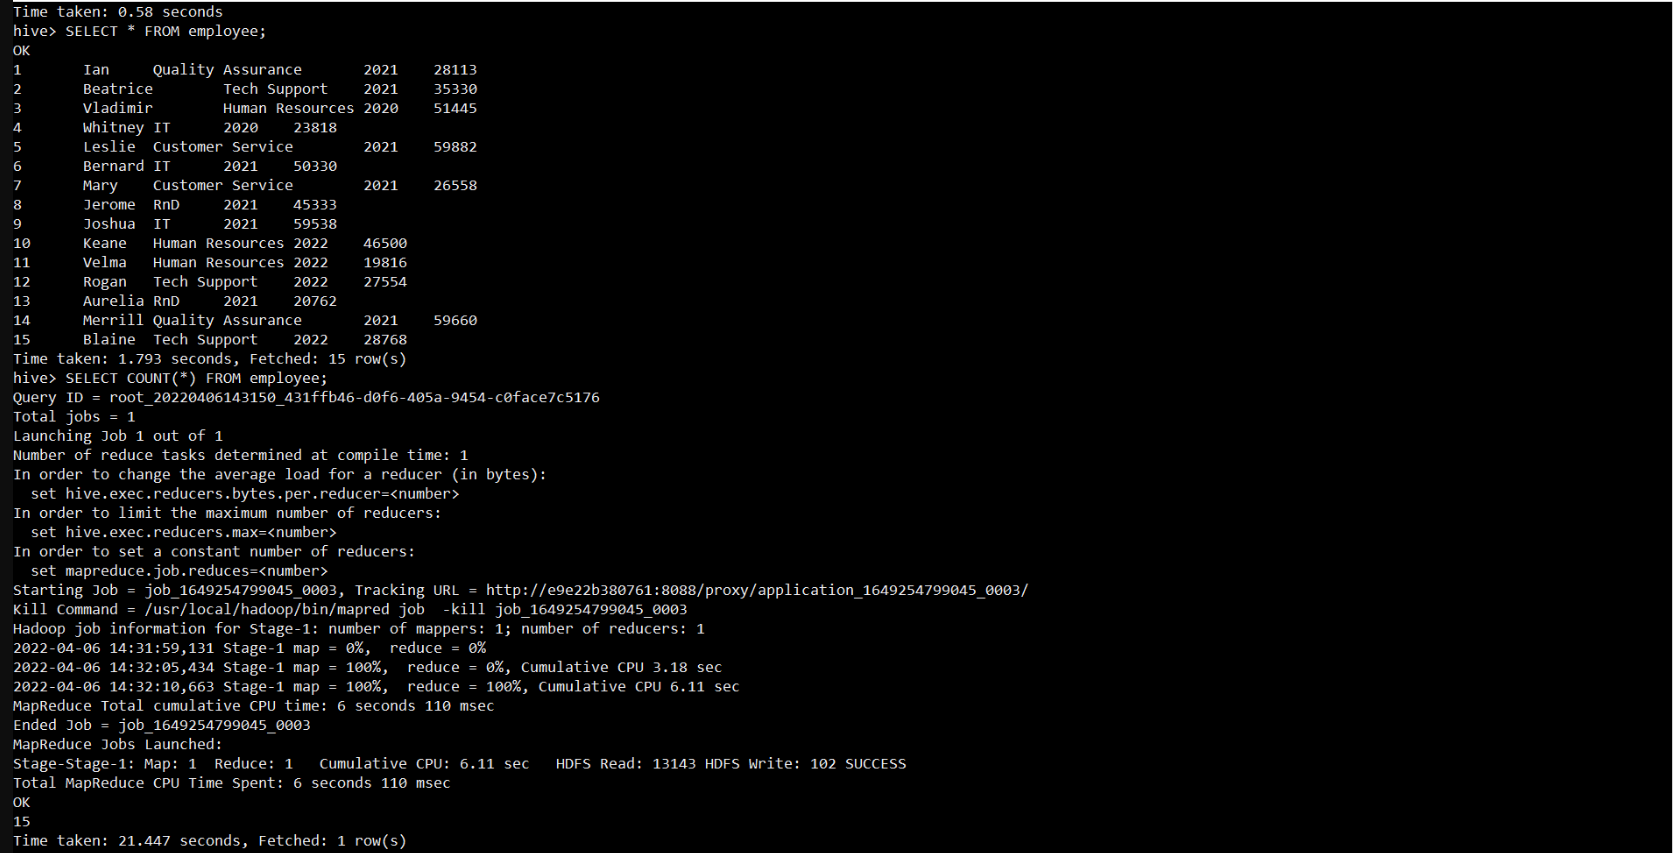 Time taken: 0.58 seconds
hive> SELECT * FROM employee;
OK
1       Ian     Quality Assurance       2021    28113
2       Beatrice        Tech Support    2021    35330
3       Vladimir        Human Resources 2020    51445
4       Whitney IT      2020    23818
5       Leslie  Customer Service        2021    59882
6       Bernard IT      2021    50330
7       Mary    Customer Service        2021    26558
8       Jerome  RnD     2021    45333
9       Joshua  IT      2021    59538
10      Keane   Human Resources 2022    46500
11      Velma   Human Resources 2022    19816
12      Rogan   Tech Support    2022    27554
13      Aurelia RnD     2021    20762
14      Merrill Quality Assurance       2021    59660
15      Blaine  Tech Support    2022    28768
Time taken: 1.793 seconds, Fetched: 15 row(s)
hive> SELECT COUNT(*) FROM employee;
Query ID = root_20220406143150_431ffb46-d0f6-405a-9454-c0face7c5176
Total jobs = 1
Launching Job 1 out of 1
Number of reduce tasks determined at compile time: 1
In order to change the average load for a reducer (in bytes):
  set hive.exec.reducers.bytes.per.reducer=<number>
In order to limit the maximum number of reducers:
  set hive.exec.reducers.max=<number>
In order to set a constant number of reducers:
  set mapreduce.job.reduces=<number>
Starting Job = job_1649254799045_0003, Tracking URL = http://e9e22b380761:8088/proxy/application_1649254799045_0003/
Kill Command = /usr/local/hadoop/bin/mapred job  -kill job_1649254799045_0003
Hadoop job information for Stage-1: number of mappers: 1; number of reducers: 1
2022-04-06 14:31:59,131 Stage-1 map = 0%,  reduce = 0%
2022-04-06 14:32:05,434 Stage-1 map = 100%,  reduce = 0%, Cumulative CPU 3.18 sec
2022-04-06 14:32:10,663 Stage-1 map = 100%,  reduce = 100%, Cumulative CPU 6.11 sec
MapReduce Total cumulative CPU time: 6 seconds 110 msec
Ended Job = job_1649254799045_0003
MapReduce Jobs Launched:
Stage-Stage-1: Map: 1  Reduce: 1   Cumulative CPU: 6.11 sec   HDFS Read: 13143 HDFS Write: 102 SUCCESS
Total MapReduce CPU Time Spent: 6 seconds 110 msec
OK
15
Time taken: 21.447 seconds, Fetched: 1 row(s)